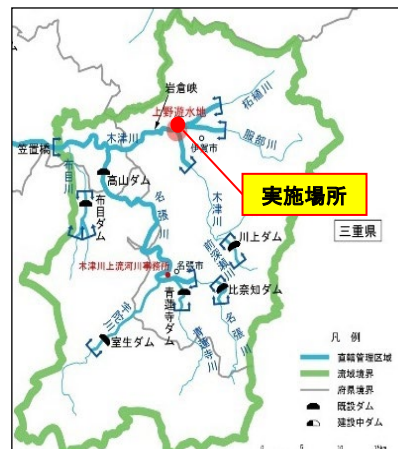 岩倉峡
上野遊水地
柘植川
服部川
木津川
笠置橋
伊賀市
布目川
高山ダム
布目ダム
名張川
木津川
実施場所
川上ダム
三重県
前深瀬川
木津川上流河川事務所
名張市
比奈知ダム
青蓮寺ダム
宇陀川
名張川
青蓮寺川
室生ダム
凡 例
直轄管理区域
流域境界
府県境界
既設ダム
建設中ダム
0 5 10 15km